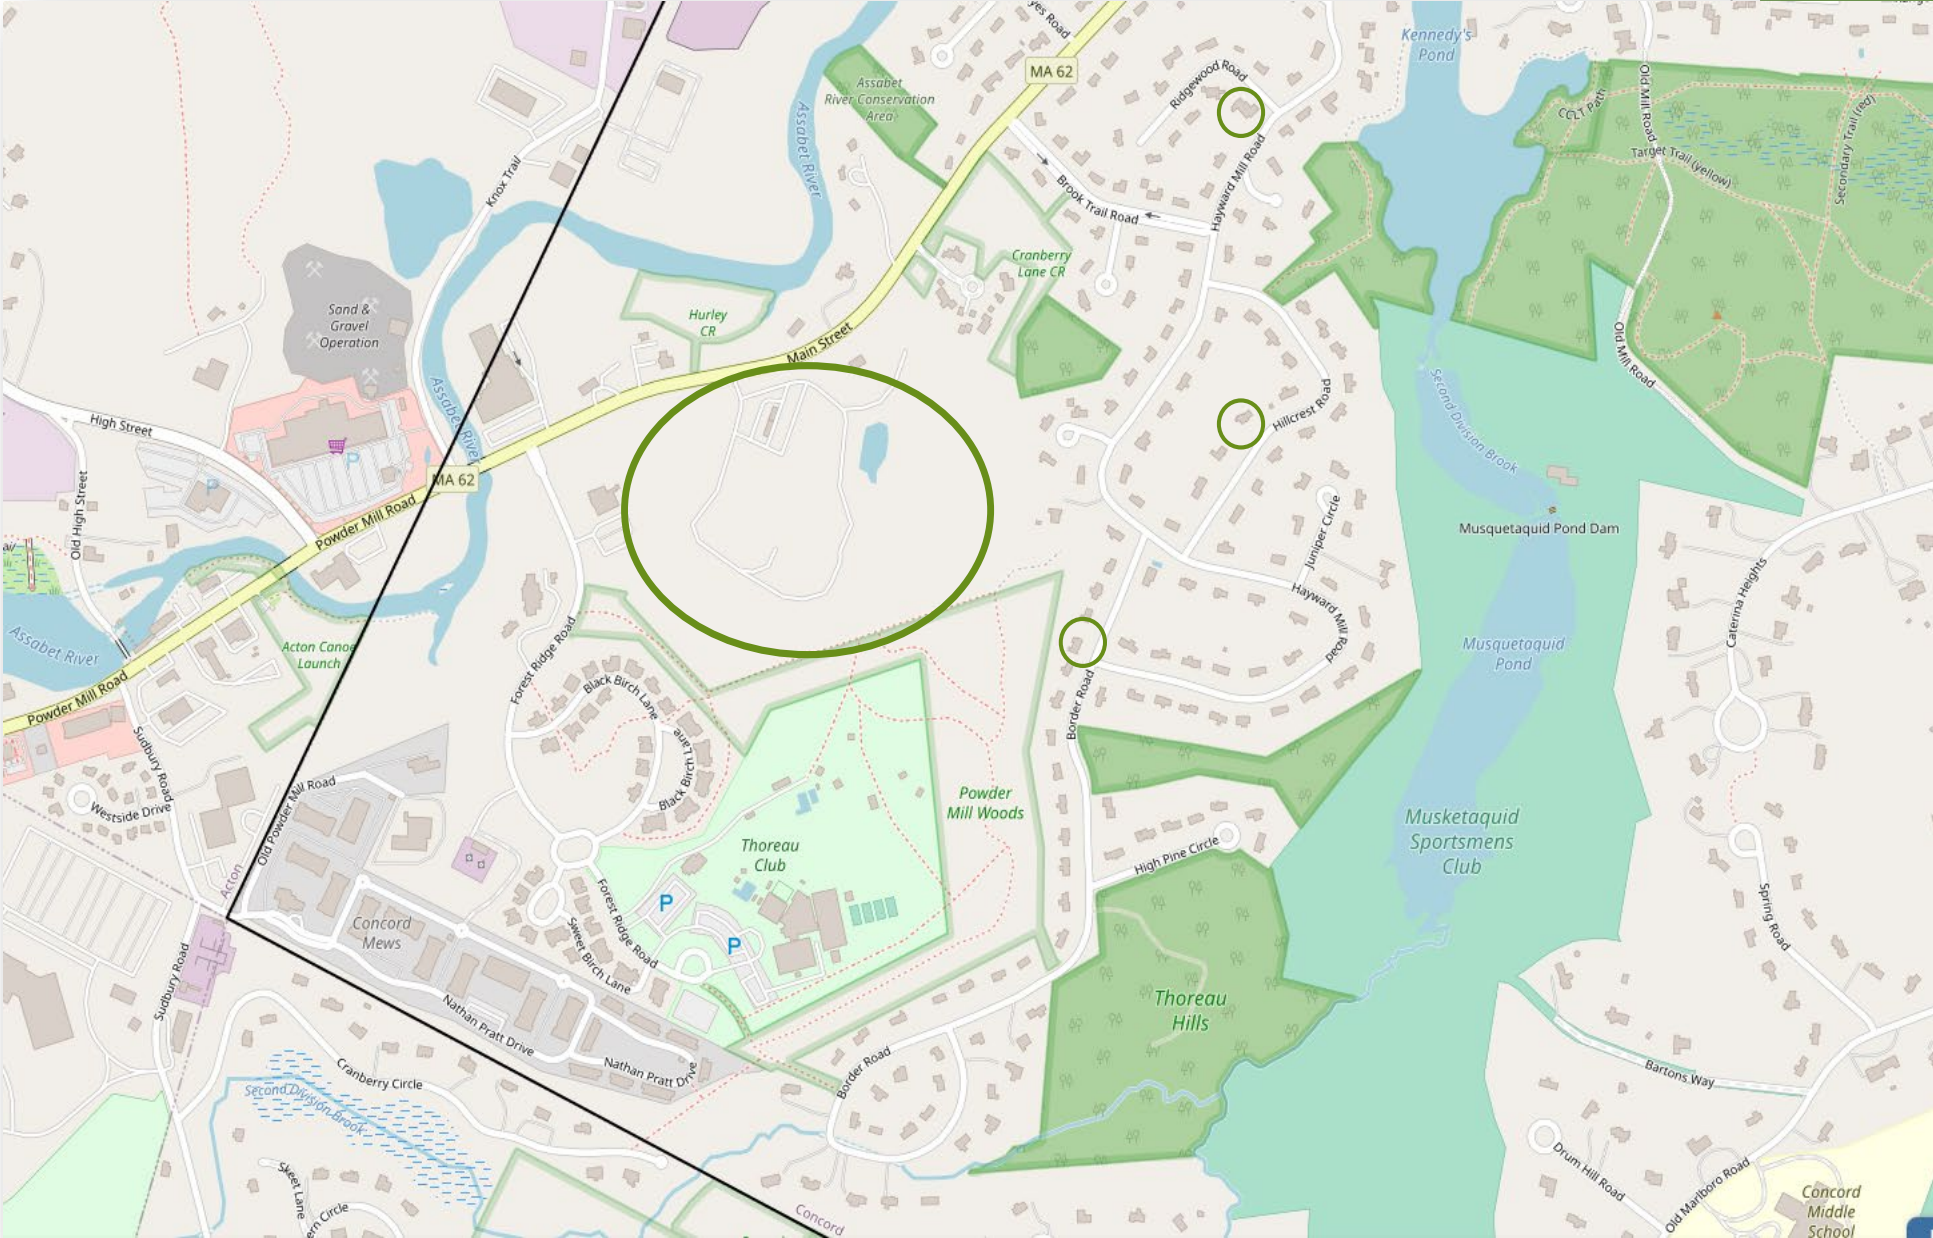 Kennedy's
Pond
MA 62
Ridgewood Road
Assabet
River Conservation
Area
Old Mill Road
CCLT Path
Secondary Trail (red)
Assabet River
Target Trail (yellow)
Knox Trail
Brook Trail Road
Hayward Mill Road
Cranberry
Lane CR
Sand &
Gravel
Operation
Hurley
CR
Main Street
Old Mill Road
Assabet River
Second Division Brook
High Street
P
Hillcrest Road
MA 62
P
Powder Mill Road
Old High Street
Juniper Circle
Musquetaquid Pond Dam
Caterina Heights
Hayward Mill Road
Assabet River
Acton Canoe
Launch
Forest Ridge Road
Musquetaquid
Pond
Powder Mill Road
Black Birch Lane
Border Road
Sudbury Road
Black Birch Lane
Old Powder Mill Road
Westside Drive
Powder
Mill Woods
Musketaquid
Sportsmens
Club
Thoreau
Club
High Pine Circle
Acton
P
Forest Ridge Road
Concord
Mews
P
Sweet Birch Lane
Spring Road
Sudbury Road
Thoreau
Hills
Nathan Pratt Drive
Nathan Pratt Drive
Border Road
Cranberry Circle
Second Division Brook
Bartons Way
Skeet Lane
Drum Hill Road
Old Marlboro Road
Concord
Concord
Middle
School